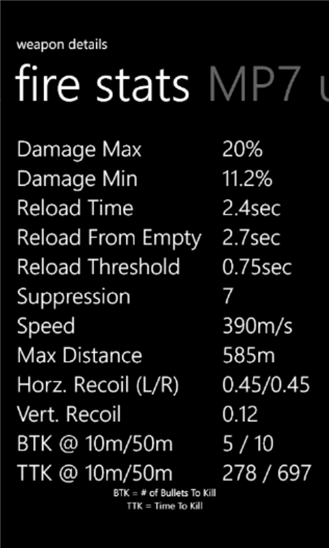 weapon details
fire stats MP7 u
Damage Max 20%
Damage Min 11.2%
Reload Time 2.4sec
Reload From Empty 2.7sec
Reload Threshold 0.75sec
Suppression 7
Speed 390m/s
Max Distance 585m
Horz. Recoil (L/R) 0.45/0.45
Vert. Recoil 0.12
BTK @ 10m/50m 5 / 10
TTK @ 10m/50m 278 / 697
BTK = # of Bullets To Kill
TTK = Time To Kill